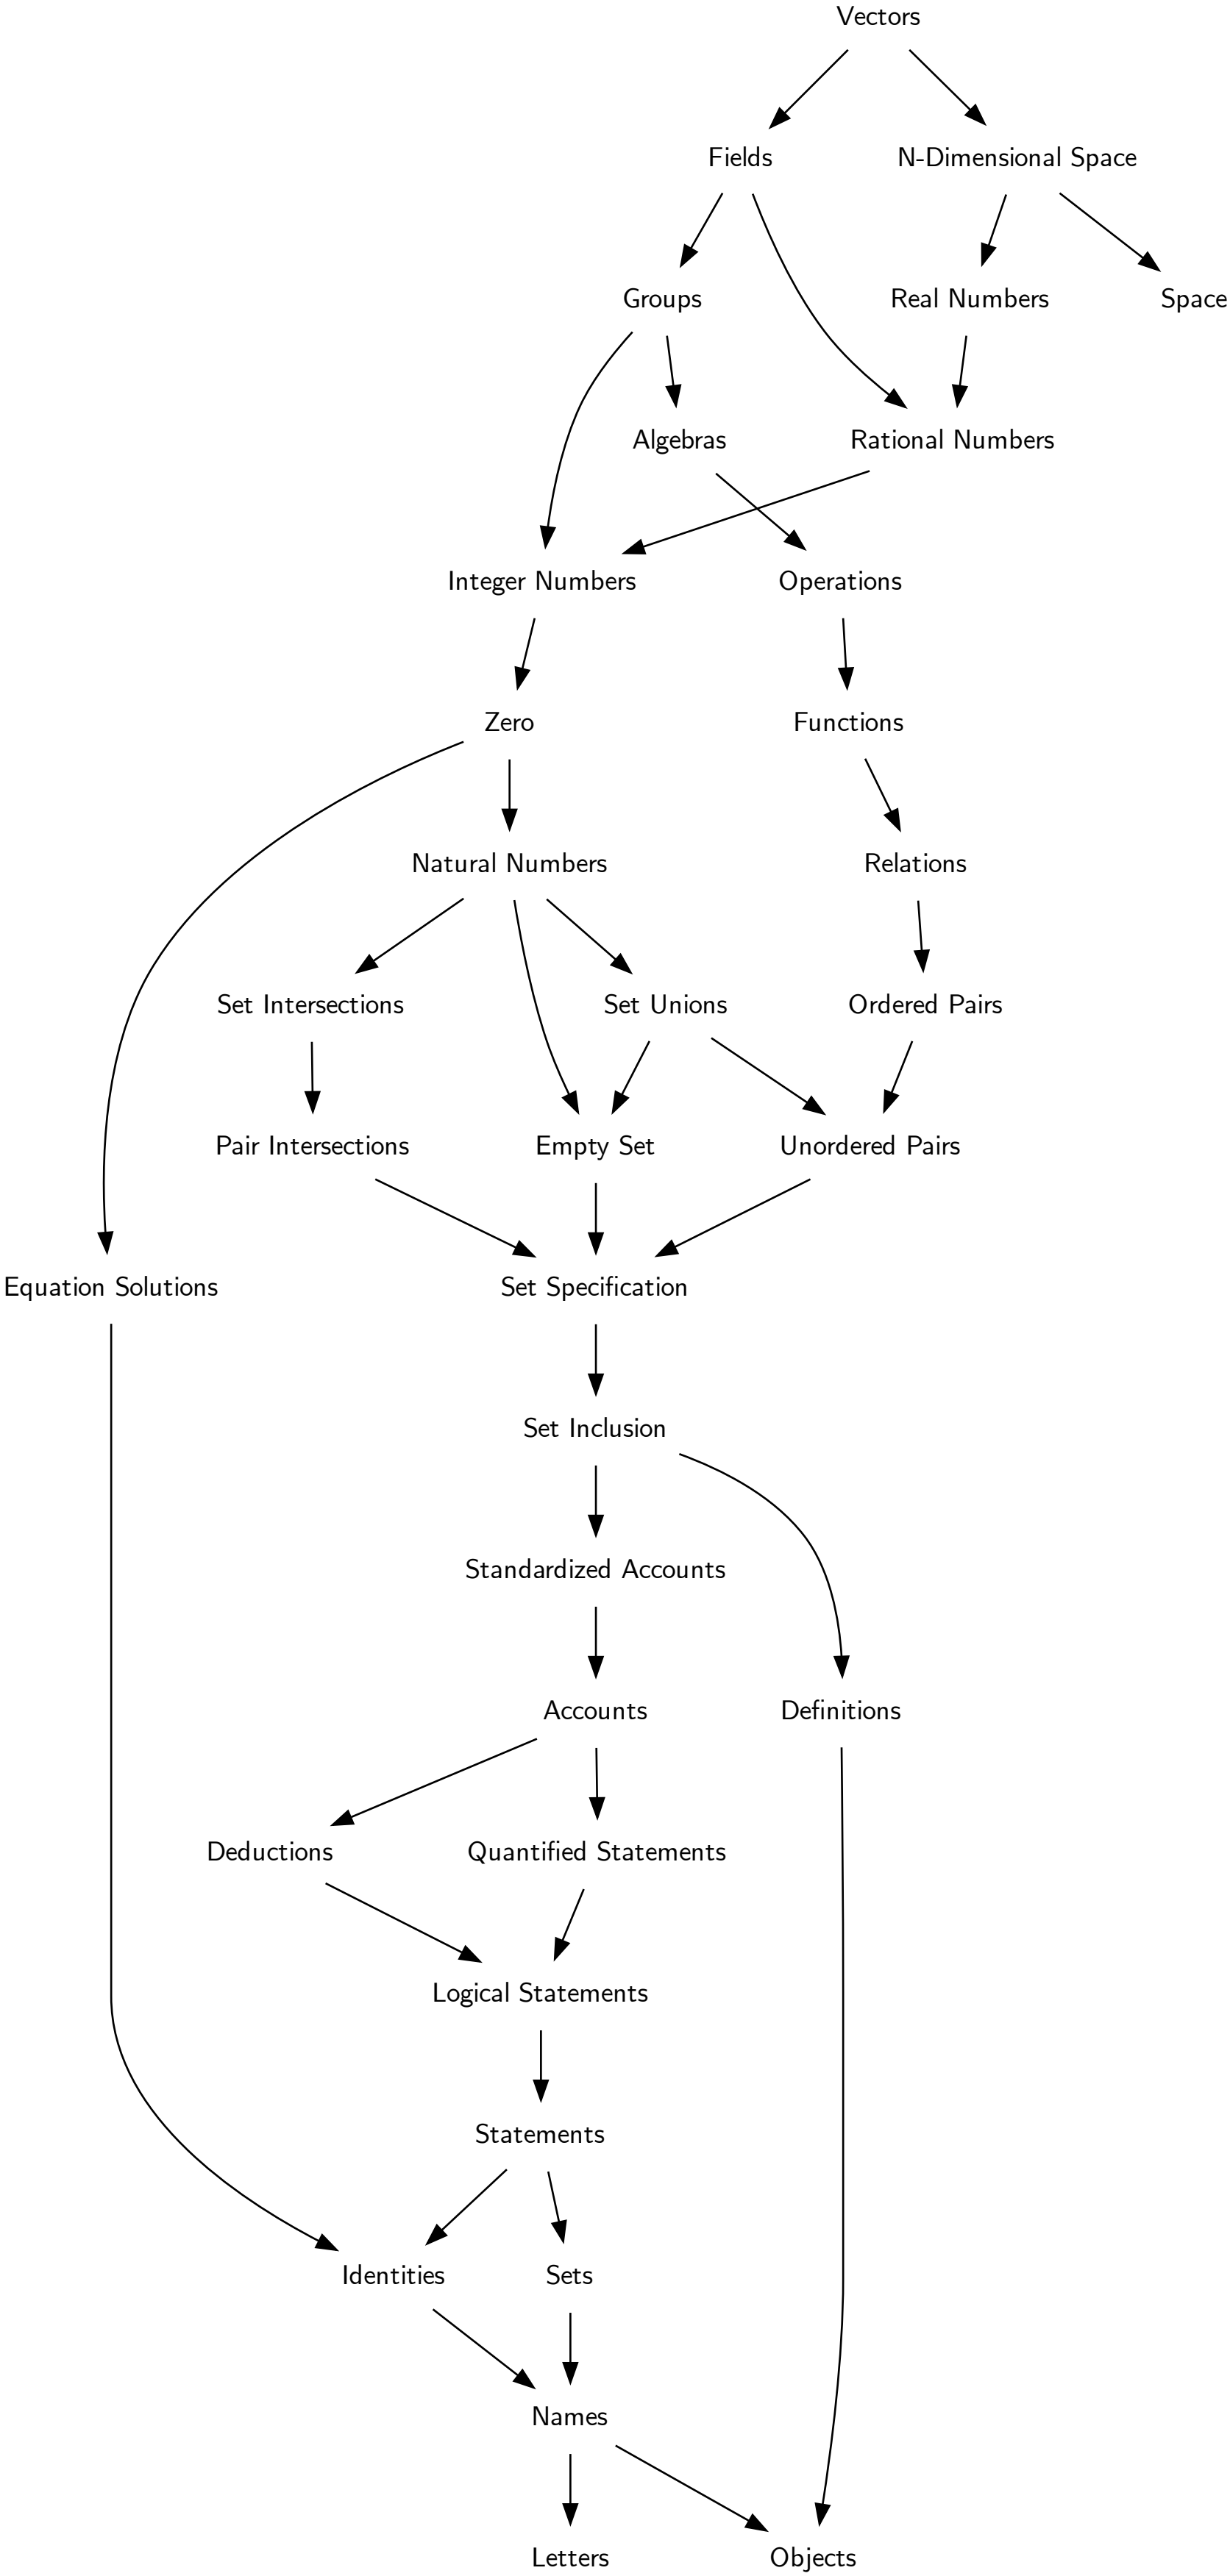 Vectors
Fields
N-Dimensional Space
Groups
Real Numbers
Space
Algebras
Rational Numbers
Integer Numbers
Operations
Zero
Functions
Natural Numbers
Relations
Set Intersections
Set Unions
Ordered Pairs
Pair Intersections
Empty Set
Unordered Pairs
Equation Solutions
Set Specification
Set Inclusion
Standardized Accounts
Accounts
Definitions
Deductions
Quantified Statements
Logical Statements
Statements
Identities
Sets
Names
Letters
Objects